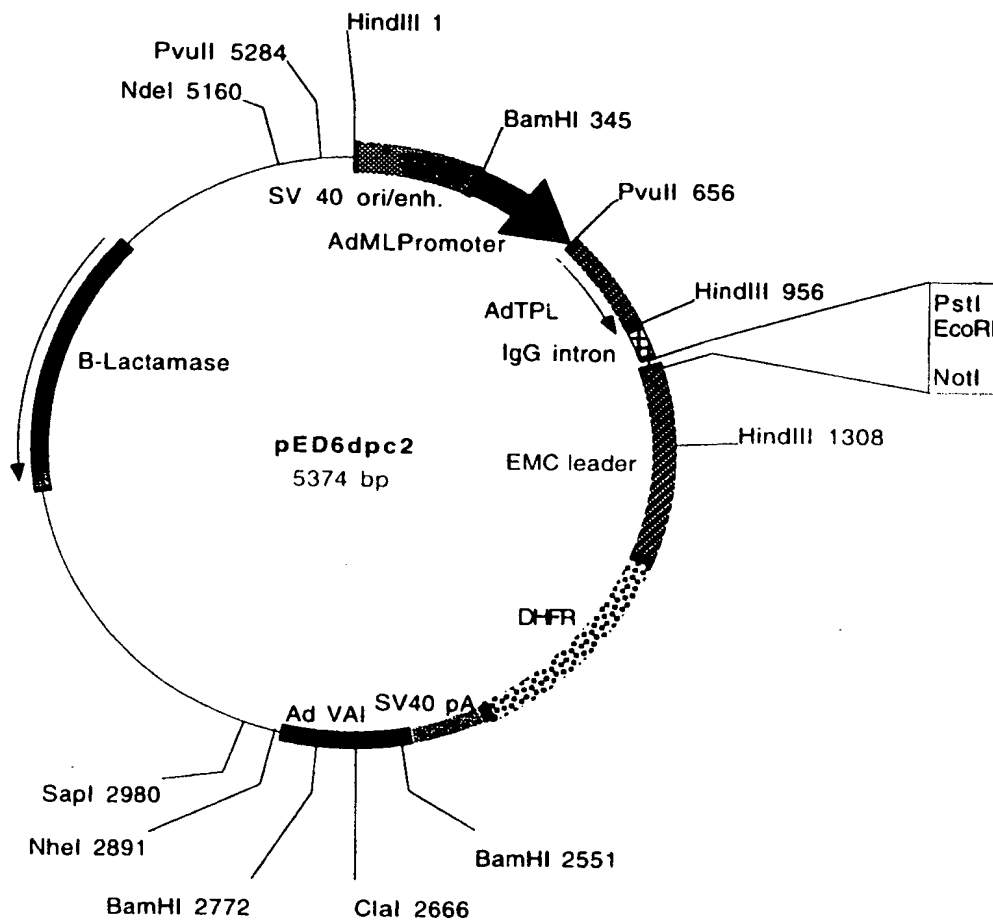 HindIII 1
PvuII 5284
NdeI 5160
BamHI 345
SV 40 ori/enh.
PvuII 656
AdMLPromoter
HindIII 956
AdTPL
PstI
EcoRI
IgG intron
B-Lactamase
NotI
pED6dpc2
HindIII 1308
EMC leader
5374 bp
DHFR
SV40 pA
Ad VAI
SapI 2980
NheI 2891
BamHI 2551
BamHI 2772
ClaI 2666